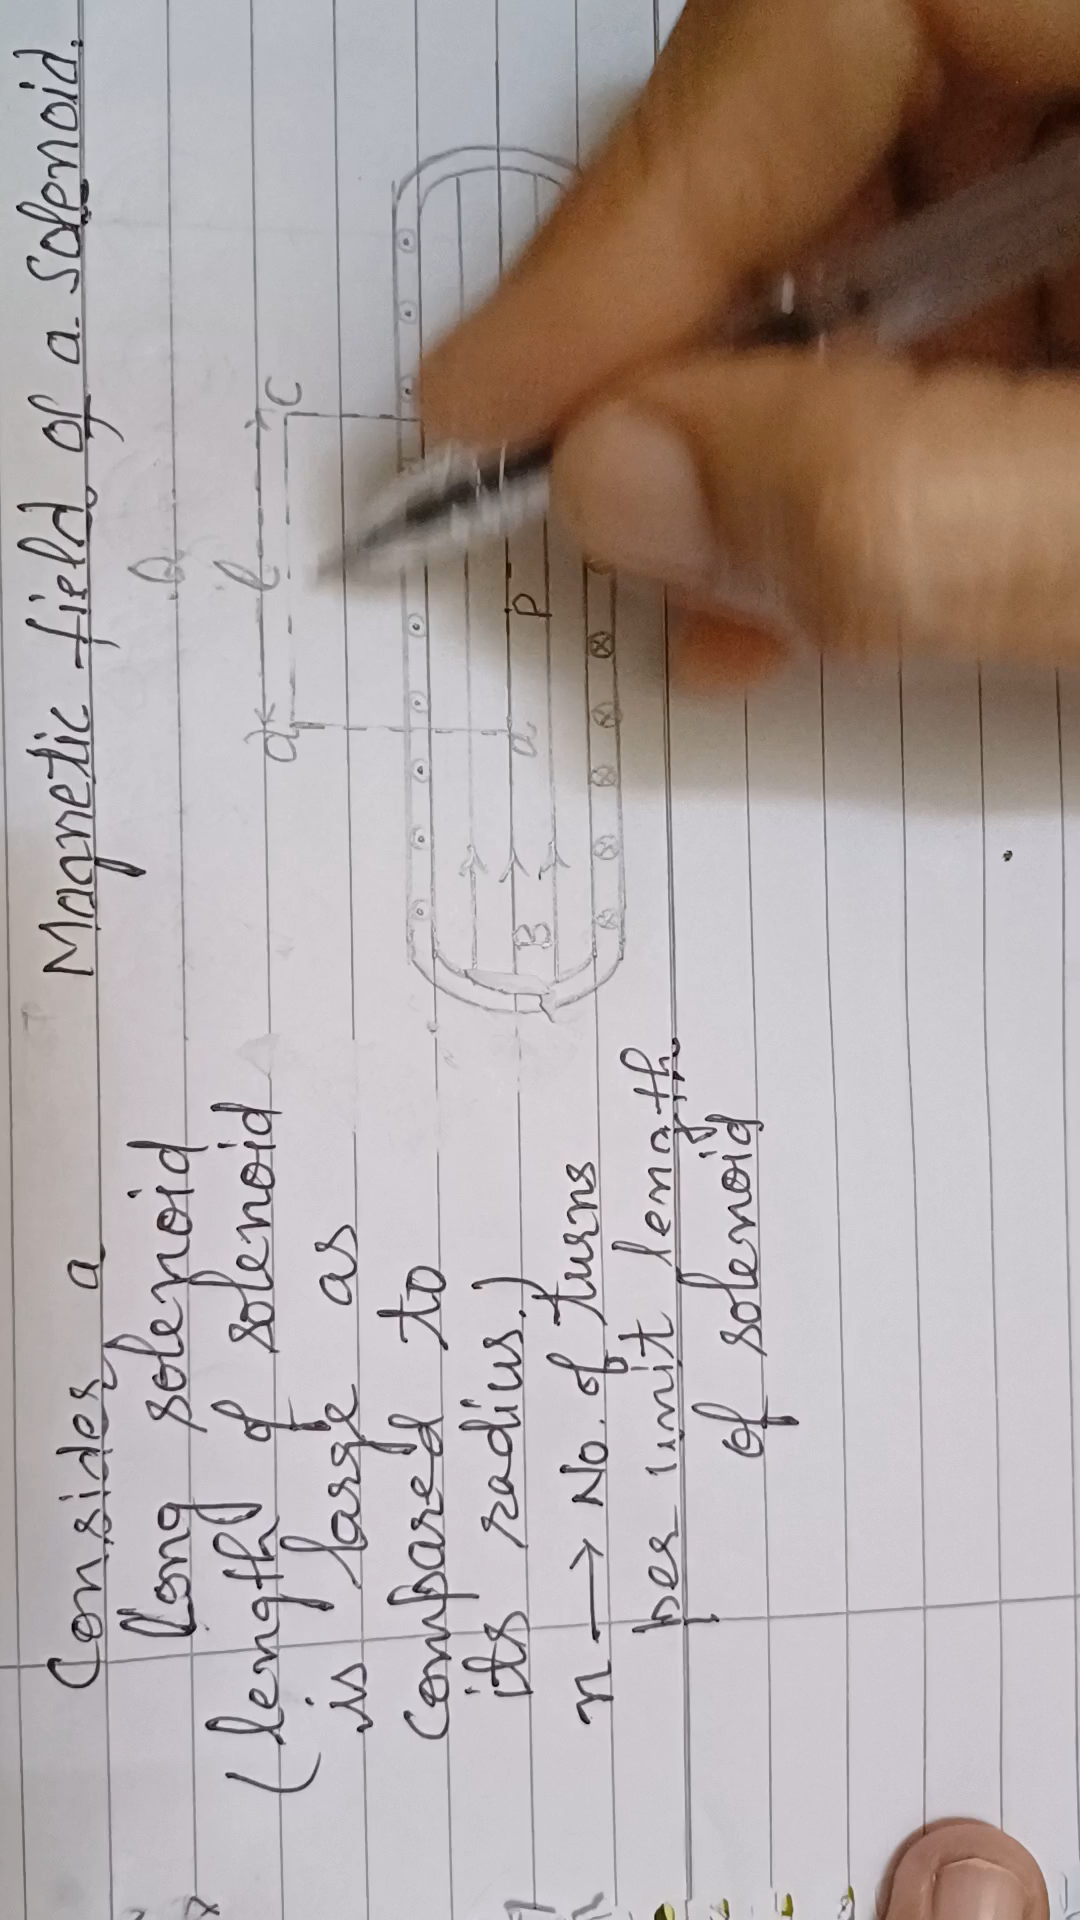 Magnetic field of a solenoid.
Consider a
long solenoid
(length of solenoid
is large as
compared to
its radius.)
n → No. of turns
per unit length
of solenoid
Q
l
d
C
a
P
B